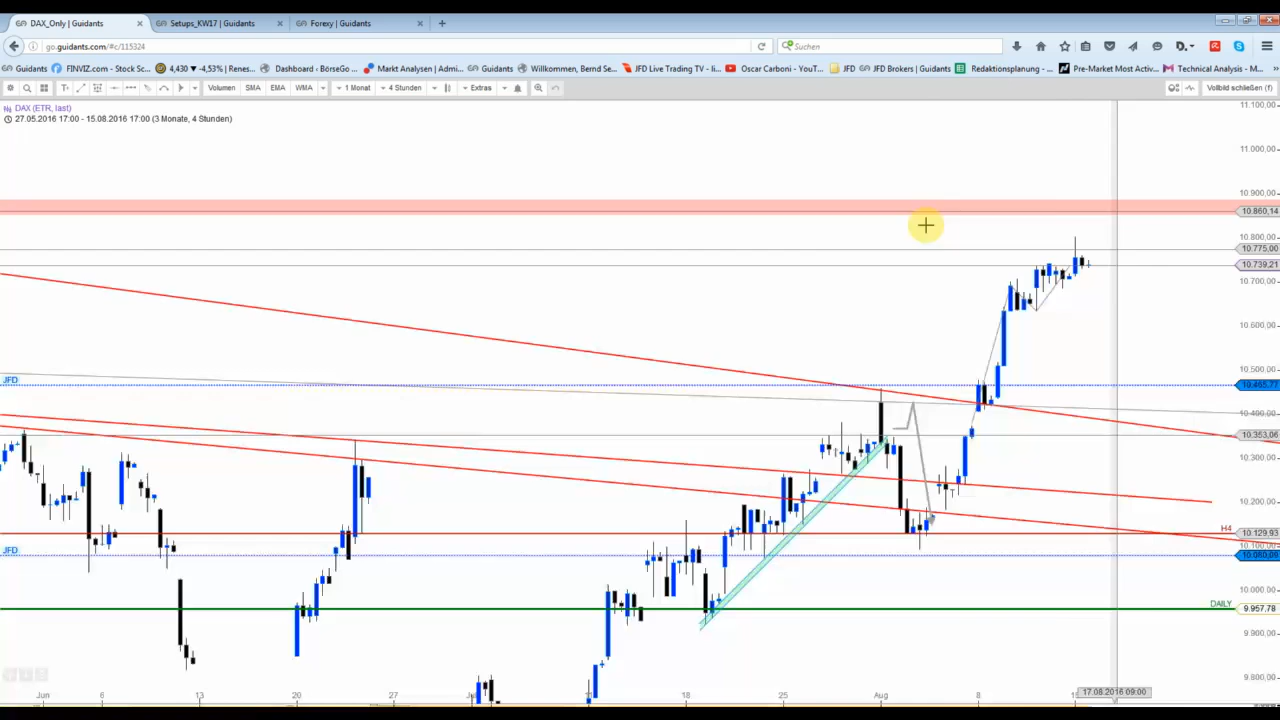 DAX_Only | Guidants
Setups_KW17 | Guidants
Forexy | Guidants
go.guidants.com/#c/115324
Suchen
Guidants
FINVIZ.com - Stock Sc...
4,430 -4,53% | Renes...
Dashboard ‹ BörseGo ...
Markt Analysen | Admi...
Guidants
Willkommen, Bernd Se...
JFD Live Trading TV - li...
Oscar Carboni - YouT...
JFD
JFD Brokers | Guidants
Redaktionsplanung - ...
Pre-Market Most Activ...
Technical Analysis - M...
Volumen
SMA
EMA
WMA
1 Monat
4 Stunden
Extras
Vollbild schließen (f)
DAX (ETR, last)
27.05.2016 17:00 - 15.08.2016 17:00 (3 Monate, 4 Stunden)
11.100,00
11.000,00
10.900,00
10.860,14
10.800,00
10.775,00
10.739,21
10.700,00
10.600,00
10.500,00
JFD
10.465,77
10.400,00
10.353,06
10.300,00
10.200,00
H4
10.129,93
10.100,00
JFD
10.000,00
DAILY
9.957,78
9.900,00
9.800,00
Jun
6
13
20
27
18
25
Aug
8
17.08.2016 09:00